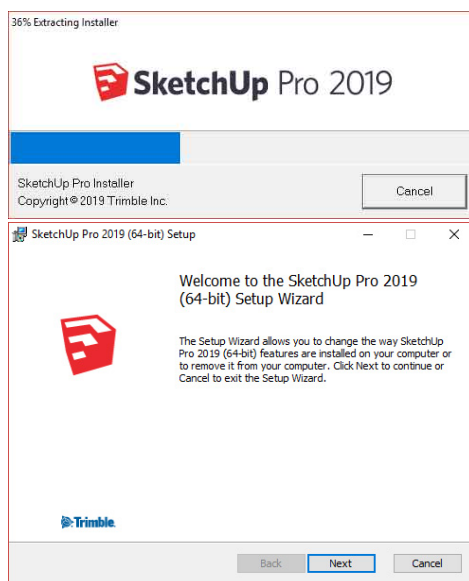 36% Extracting Installer
SketchUp Pro 2019
SketchUp Pro Installer
Copyright © 2019 Trimble Inc.
Cancel
SketchUp Pro 2019 (64-bit) Setup
Welcome to the SketchUp Pro 2019
(64-bit) Setup Wizard
The Setup Wizard allows you to change the way SketchUp
Pro 2019 (64-bit) features are installed on your computer or
to remove it from your computer. Click Next to continue or
Cancel to exit the Setup Wizard.
Trimble.
Back Next Cancel